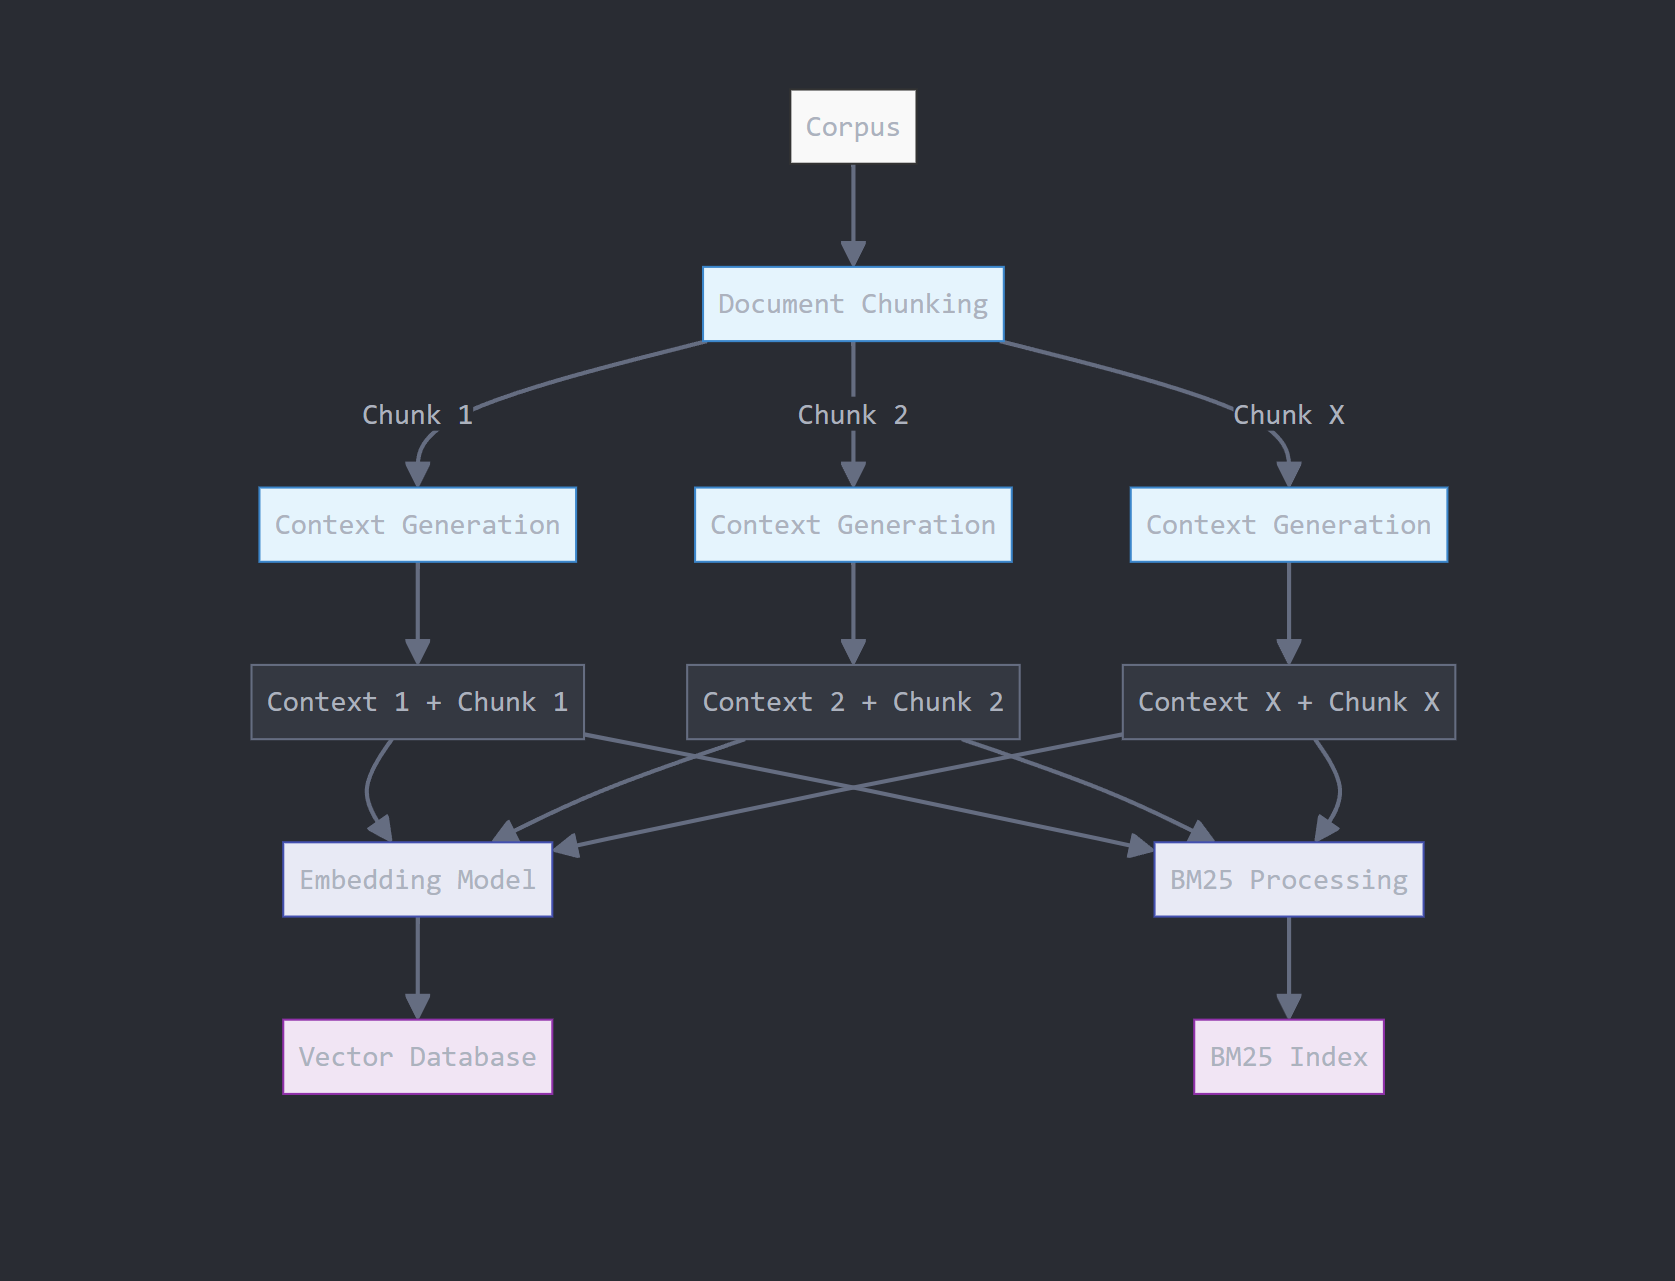 Corpus
Document Chunking
Chunk 1
Chunk 2
Chunk X
Context Generation
Context Generation
Context Generation
Context 1 + Chunk 1
Context 2 + Chunk 2
Context X + Chunk X
Embedding Model
BM25 Processing
Vector Database
BM25 Index